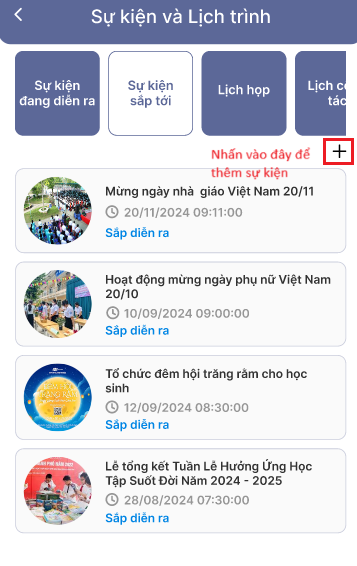 Sự kiện và Lịch trình
Sự kiện
đang diễn ra
Sự kiện
sắp tới
Lịch họp
Lịch cô
tác
Nhấn vào đây để
thêm sự kiện
+
Mừng ngày nhà giáo Việt Nam 20/11
20/11/2024 09:11:00
Sắp diễn ra
Hoạt động mừng ngày phụ nữ Việt Nam
20/10
10/09/2024 09:00:00
Sắp diễn ra
Tổ chức đêm hội trăng rằm cho học
sinh
12/09/2024 08:30:00
Sắp diễn ra
Lễ tổng kết Tuần Lễ Hưởng Ứng Học
Tập Suốt Đời Năm 2024 - 2025
28/08/2024 07:30:00
Sắp diễn ra